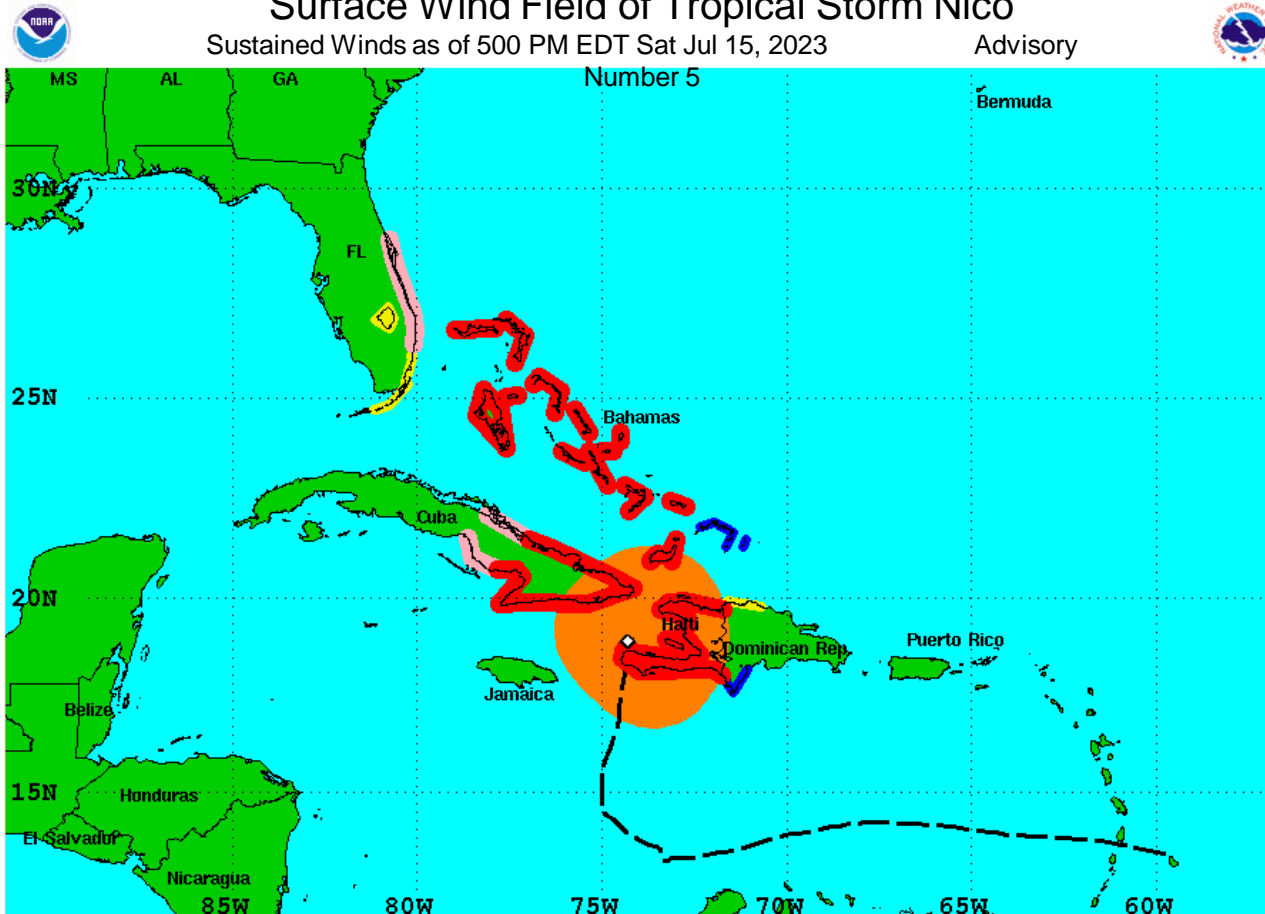 Surface Wind Field of Tropical Storm Nico
Sustained Winds as of 500 PM EDT Sat Jul 15, 2023 Advisory
Number 5
NOAA
MS AL GA
Bermuda
30N
FL
25N
Bahamas
Cuba
20N
Haiti
Dominican Rep.
Puerto Rico
Jamaica
Belize
15N
Honduras
El Salvador
Nicaragua
85W 80W 75W 70W 65W 60W